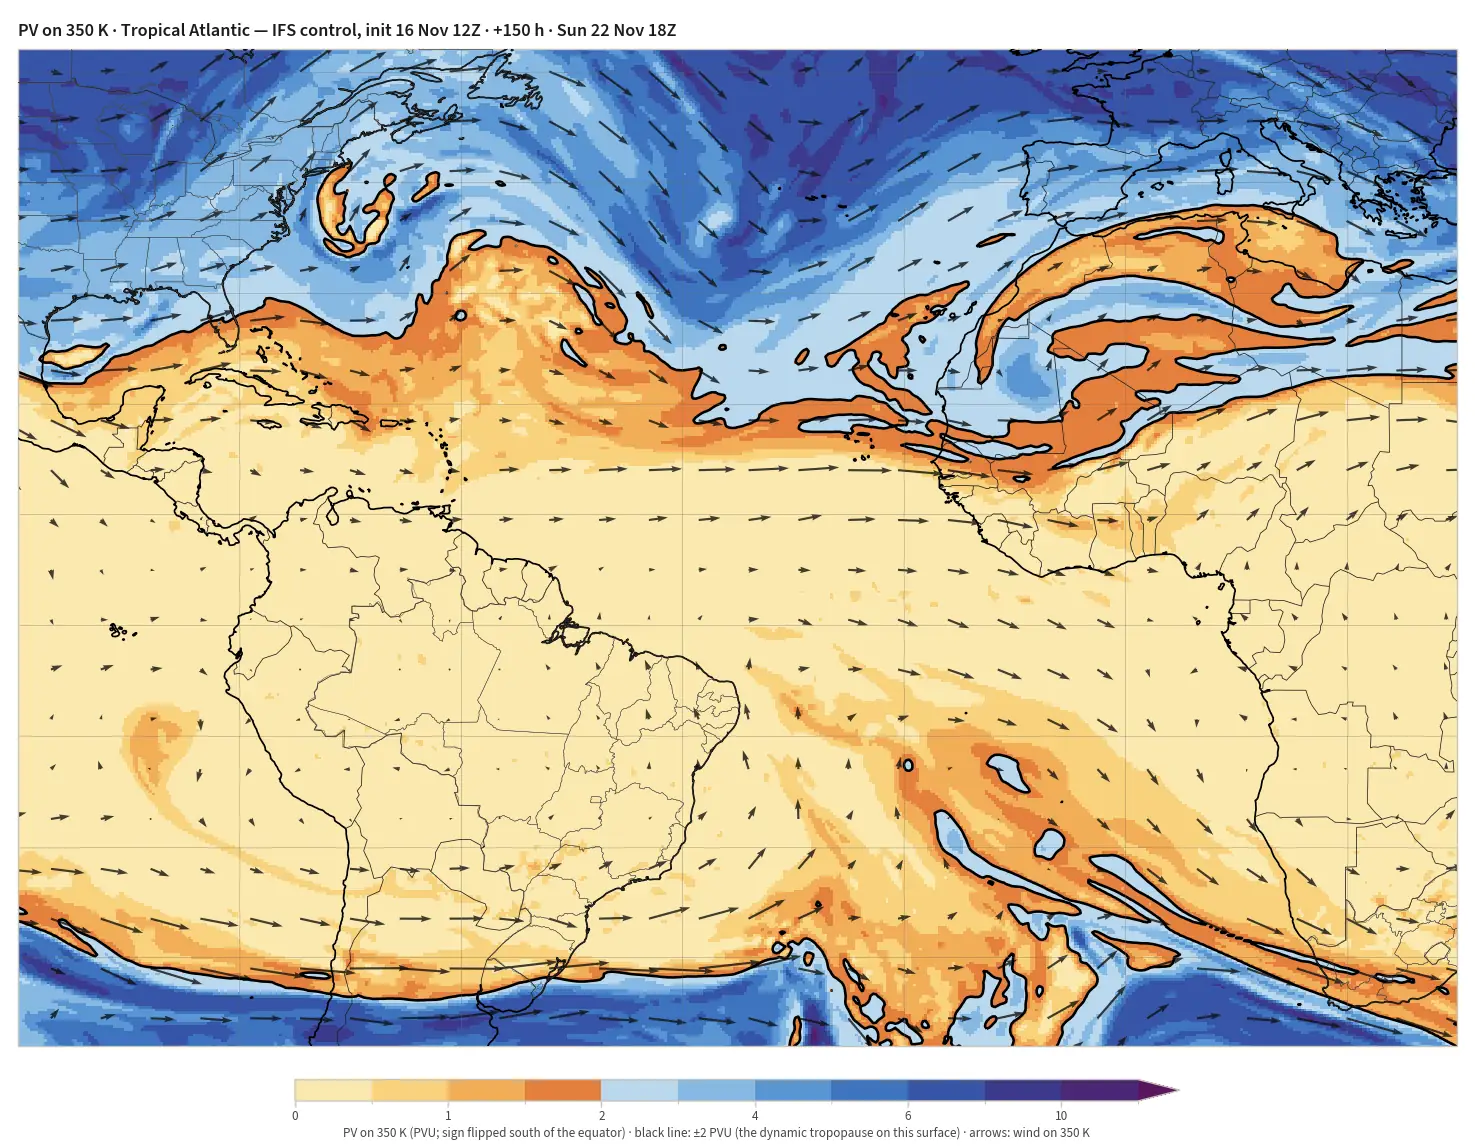 PV on 350 K · Tropical Atlantic — IFS control, init 16 Nov 12Z · +150 h · Sun 22 Nov 18Z
0 1 2 4 6 10
PV on 350 K (PVU; sign flipped south of the equator) · black line: ±2 PVU (the dynamic tropopause on this surface) · arrows: wind on 350 K